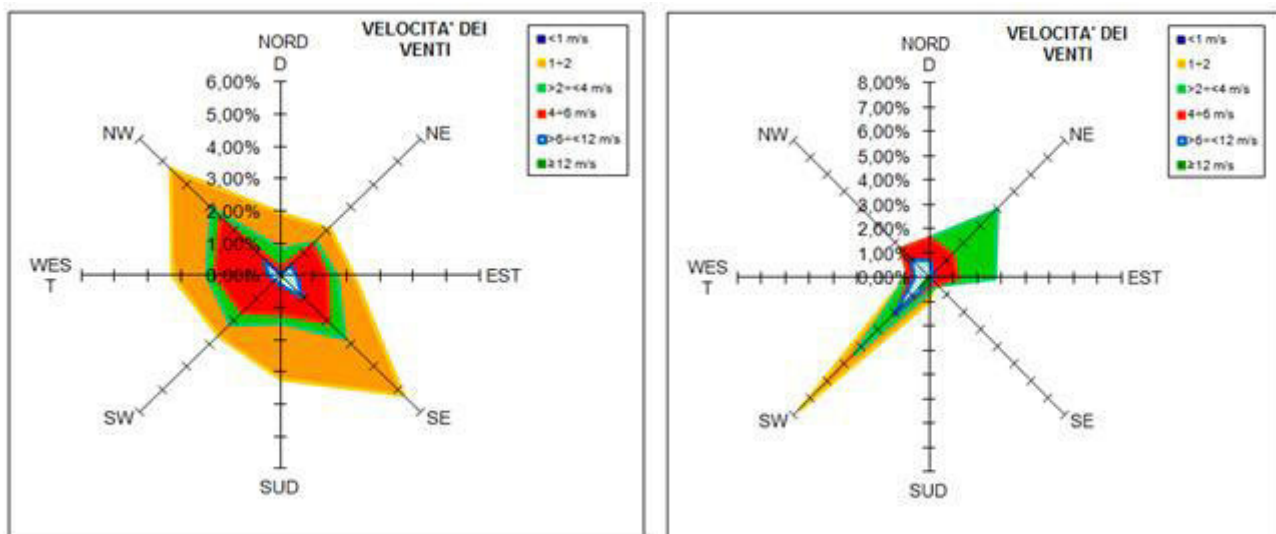 VELOCITA' DEI
VENTI
NORD
D
<1 m/s
1÷2
>2÷<4 m/s
4÷6 m/s
>6÷<12 m/s
≥12 m/s
6,00%
5,00%
4,00%
3,00%
2,00%
1,00%
0,00%
NW
NE
WES
T
EST
SW
SE
SUD
VELOCITA' DEI
VENTI
NORD
D
<1 m/s
1÷2
>2÷<4 m/s
4÷6 m/s
>6÷<12 m/s
≥12 m/s
8,00%
7,00%
6,00%
5,00%
4,00%
3,00%
2,00%
1,00%
0,00%
NW
NE
WES
T
EST
SW
SE
SUD